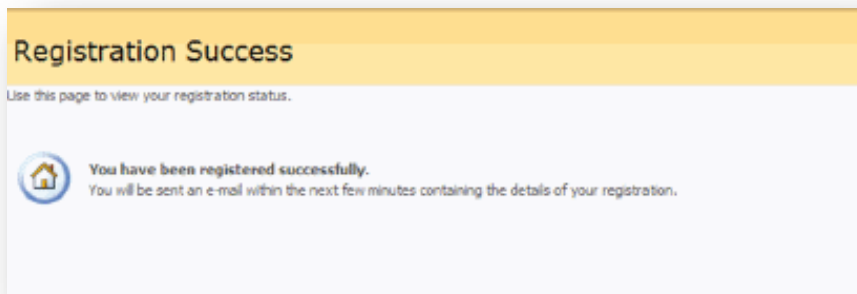 Registration Success
Use this page to view your registration status.
You have been registered successfully.
You will be sent an e-mail within the next few minutes containing the details of your registration.